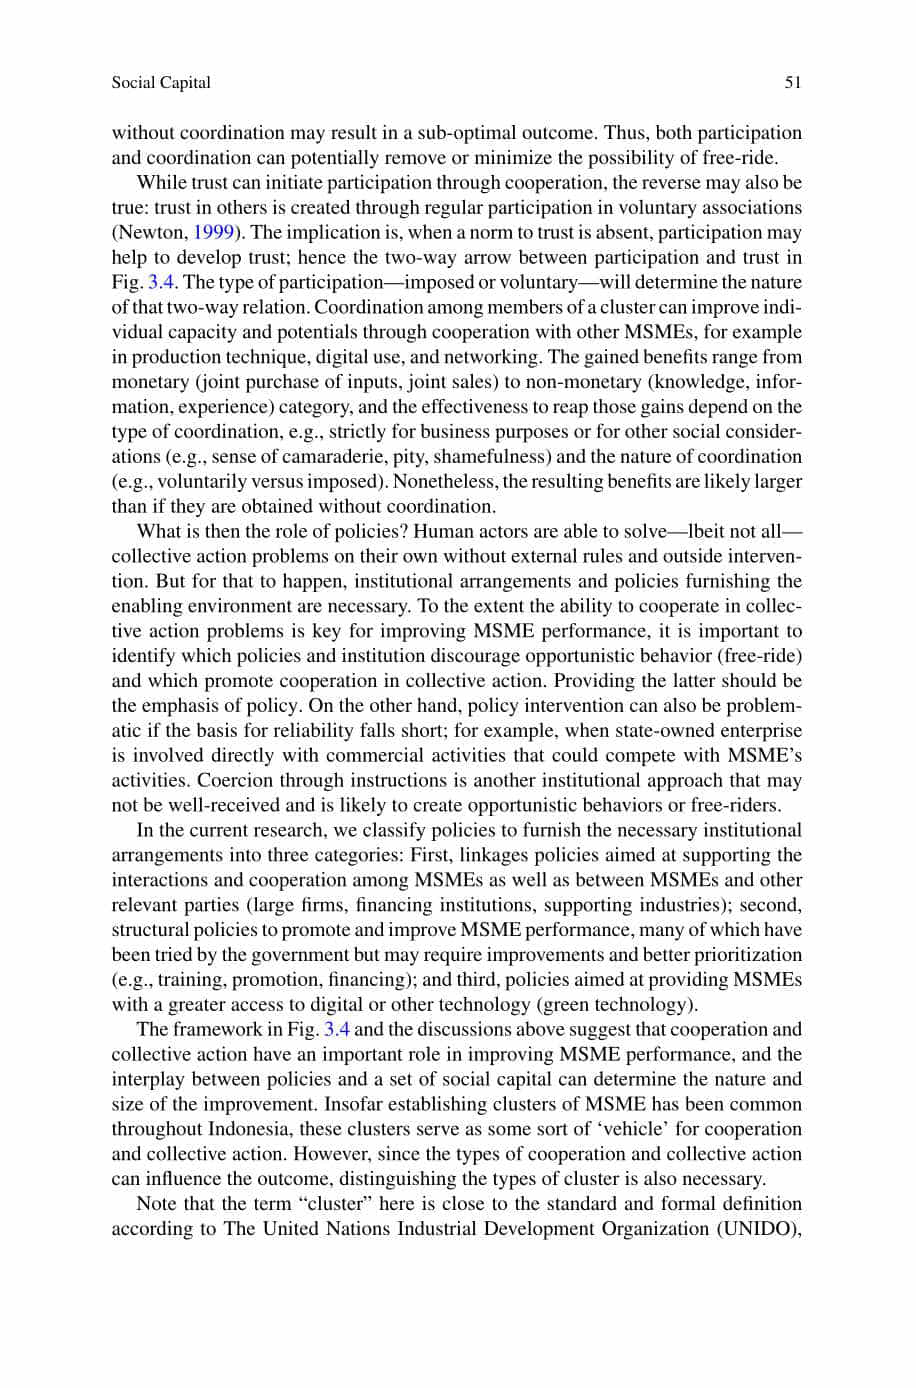 Social Capital 51
without coordination may result in a sub-optimal outcome. Thus, both participation
and coordination can potentially remove or minimize the possibility of free-ride.
While trust can initiate participation through cooperation, the reverse may also be
true: trust in others is created through regular participation in voluntary associations
(Newton, 1999). The implication is, when a norm to trust is absent, participation may
help to develop trust; hence the two-way arrow between participation and trust in
Fig. 3.4. The type of participation—imposed or voluntary—will determine the nature
of that two-way relation. Coordination among members of a cluster can improve indi-
vidual capacity and potentials through cooperation with other MSMEs, for example
in production technique, digital use, and networking. The gained benefits range from
monetary (joint purchase of inputs, joint sales) to non-monetary (knowledge, infor-
mation, experience) category, and the effectiveness to reap those gains depend on the
type of coordination, e.g., strictly for business purposes or for other social consider-
ations (e.g., sense of camaraderie, pity, shamefulness) and the nature of coordination
(e.g., voluntarily versus imposed). Nonetheless, the resulting benefits are likely larger
than if they are obtained without coordination.
What is then the role of policies? Human actors are able to solve—lbeit not all—
collective action problems on their own without external rules and outside interven-
tion. But for that to happen, institutional arrangements and policies furnishing the
enabling environment are necessary. To the extent the ability to cooperate in collec-
tive action problems is key for improving MSME performance, it is important to
identify which policies and institution discourage opportunistic behavior (free-ride)
and which promote cooperation in collective action. Providing the latter should be
the emphasis of policy. On the other hand, policy intervention can also be problem-
atic if the basis for reliability falls short; for example, when state-owned enterprise
is involved directly with commercial activities that could compete with MSME’s
activities. Coercion through instructions is another institutional approach that may
not be well-received and is likely to create opportunistic behaviors or free-riders.
In the current research, we classify policies to furnish the necessary institutional
arrangements into three categories: First, linkages policies aimed at supporting the
interactions and cooperation among MSMEs as well as between MSMEs and other
relevant parties (large firms, financing institutions, supporting industries); second,
structural policies to promote and improve MSME performance, many of which have
been tried by the government but may require improvements and better prioritization
(e.g., training, promotion, financing); and third, policies aimed at providing MSMEs
with a greater access to digital or other technology (green technology).
The framework in Fig. 3.4 and the discussions above suggest that cooperation and
collective action have an important role in improving MSME performance, and the
interplay between policies and a set of social capital can determine the nature and
size of the improvement. Insofar establishing clusters of MSME has been common
throughout Indonesia, these clusters serve as some sort of ‘vehicle’ for cooperation
and collective action. However, since the types of cooperation and collective action
can influence the outcome, distinguishing the types of cluster is also necessary.
Note that the term “cluster” here is close to the standard and formal definition
according to The United Nations Industrial Development Organization (UNIDO),